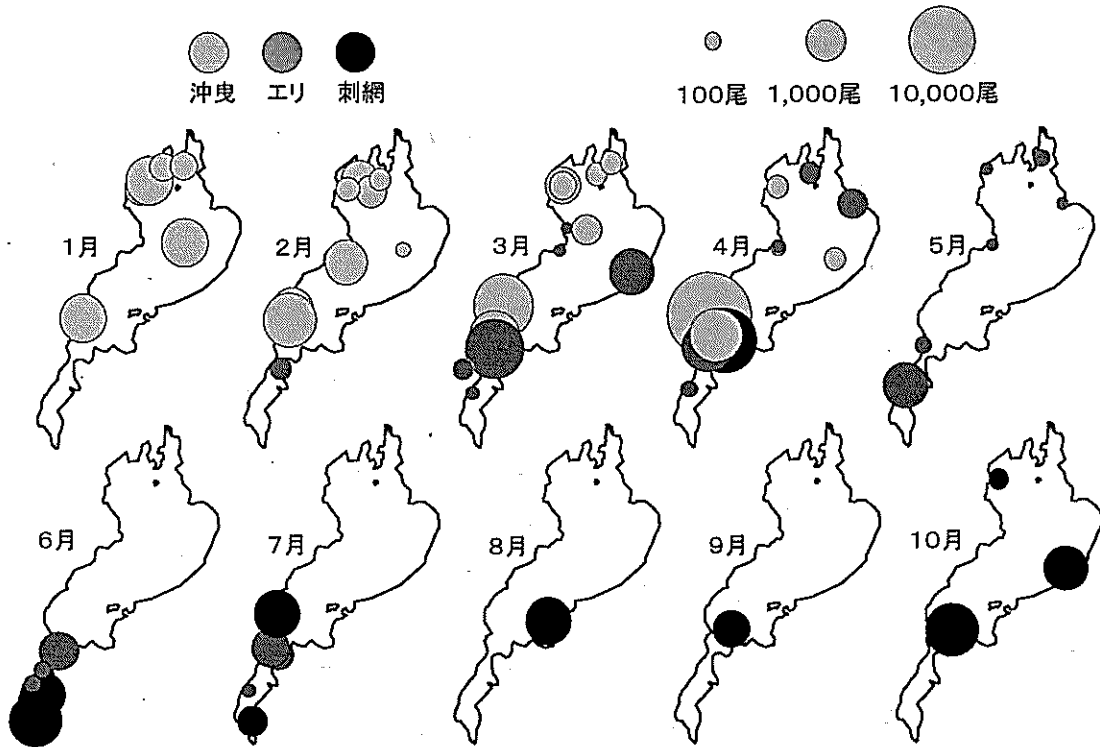 沖曳 エリ 刺網
100尾 1,000尾 10,000尾
1月 2月 3月 4月 5月
6月 7月 8月 9月 10月